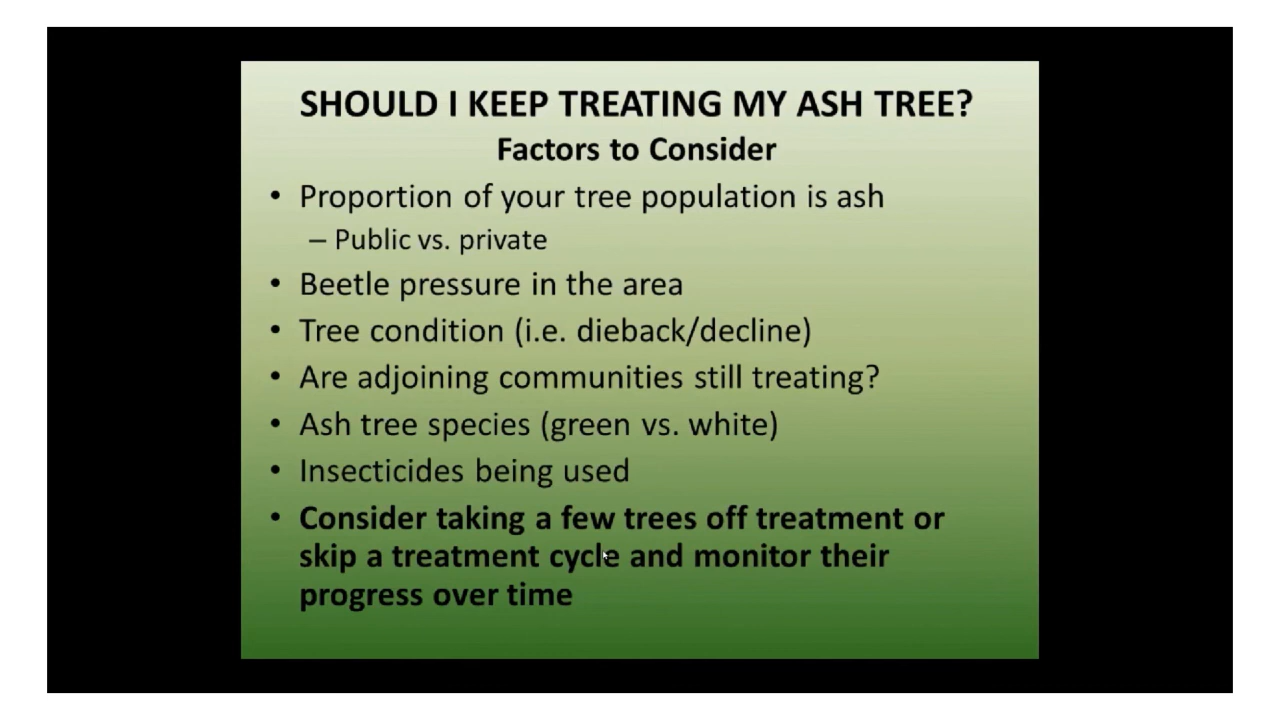 SHOULD I KEEP TREATING MY ASH TREE?
Factors to Consider
• Proportion of your tree population is ash
– Public vs. private
• Beetle pressure in the area
• Tree condition (i.e. dieback/decline)
• Are adjoining communities still treating?
• Ash tree species (green vs. white)
• Insecticides being used
• Consider taking a few trees off treatment or
skip a treatment cycle and monitor their
progress over time